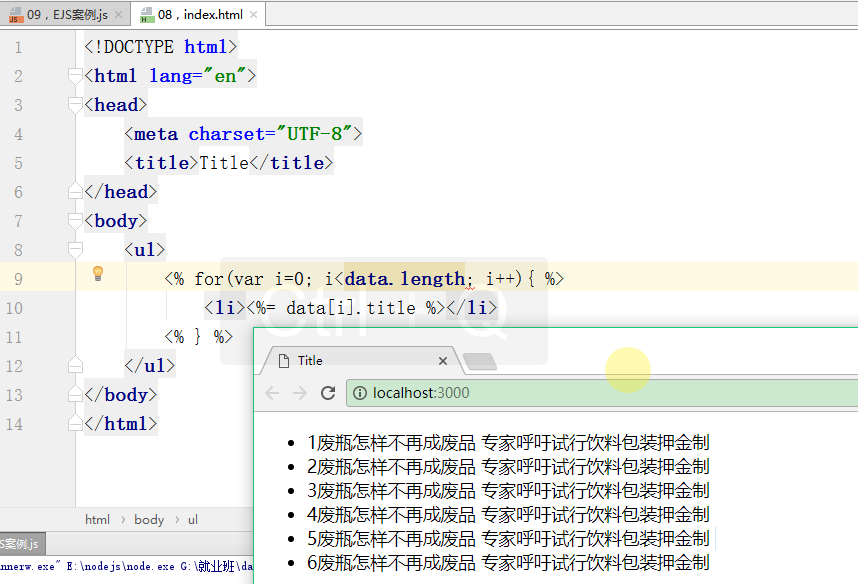 09，EJS案例.js
08，index.html
1 <!DOCTYPE html>
2 <html lang="en">
3 <head>
4 <meta charset="UTF-8">
5 <title>Title</title>
6 </head>
7 <body>
8 <ul>
9 <% for(var i=0; i<data.length; i++){ %>
10 <li><%= data[i].title %></li>
11 <% } %>
12 </ul>
13 </body>
14 </html>
Ctrl + Q
Title
localhost:3000
1废瓶怎样不再成废品 专家呼吁试行饮料包装押金制
2废瓶怎样不再成废品 专家呼吁试行饮料包装押金制
3废瓶怎样不再成废品 专家呼吁试行饮料包装押金制
4废瓶怎样不再成废品 专家呼吁试行饮料包装押金制
5废瓶怎样不再成废品 专家呼吁试行饮料包装押金制
6废瓶怎样不再成废品 专家呼吁试行饮料包装押金制
html › body › ul
S案例.js
nnerw.exe" E:\nodejs\node.exe G:\就业班\da